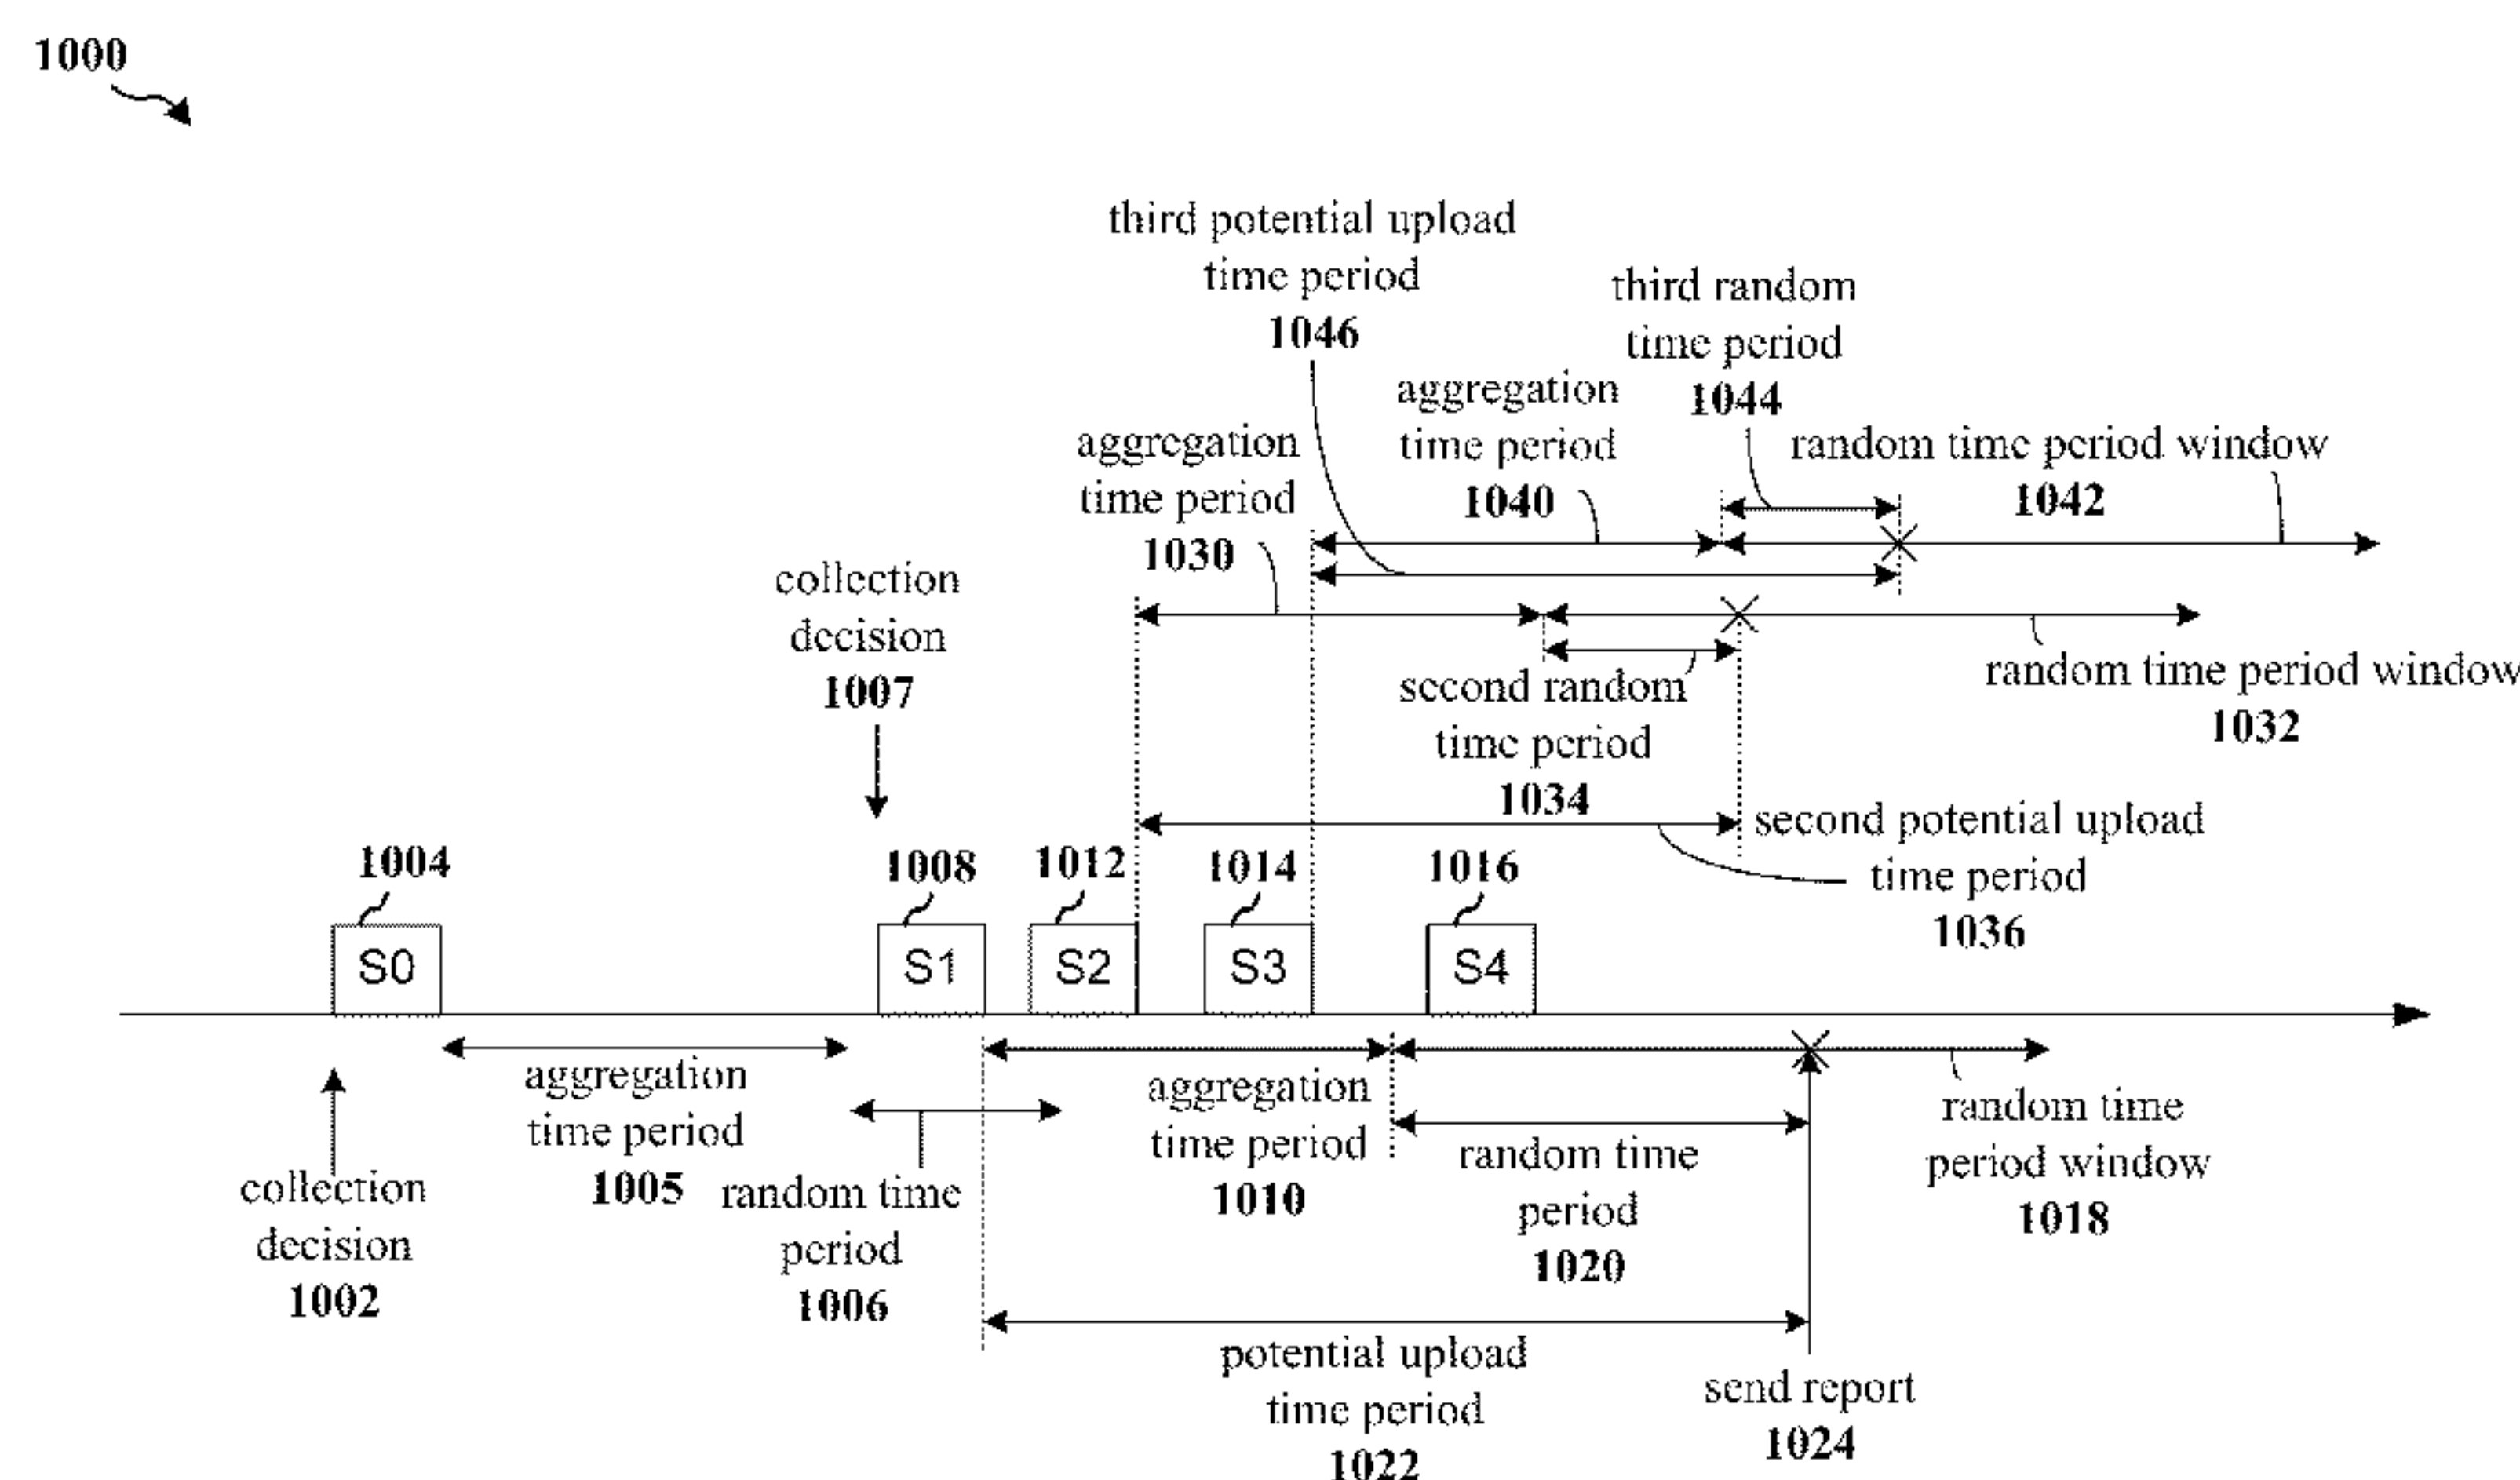 1000
third potential upload
time period
1046
third random
time period
1044
aggregation
time period
1040
aggregation
time period
1030
random time period window
1042
collection
decision
1007
random time period window
1032
second random
time period
1034
second potential upload
time period
1036
1004
1008
1012
1014
1016
S0
S1
S2
S3
S4
aggregation
time period
1005
collection
decision
1002
random time
period
1006
aggregation
time period
1010
random time
period
1020
random time
period window
1018
potential upload
time period
1022
send report
1024